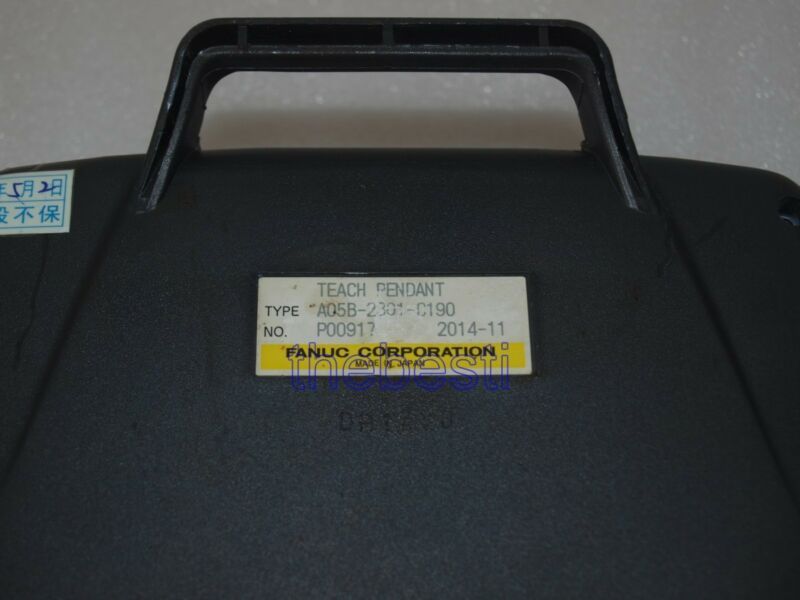 年5月2日
毁不保
TEACH PENDANT
TYPE A05B-2301-C190
NO. P00917 2014-11
FANUC CORPORATION
MADE IN JAPAN
thebesti